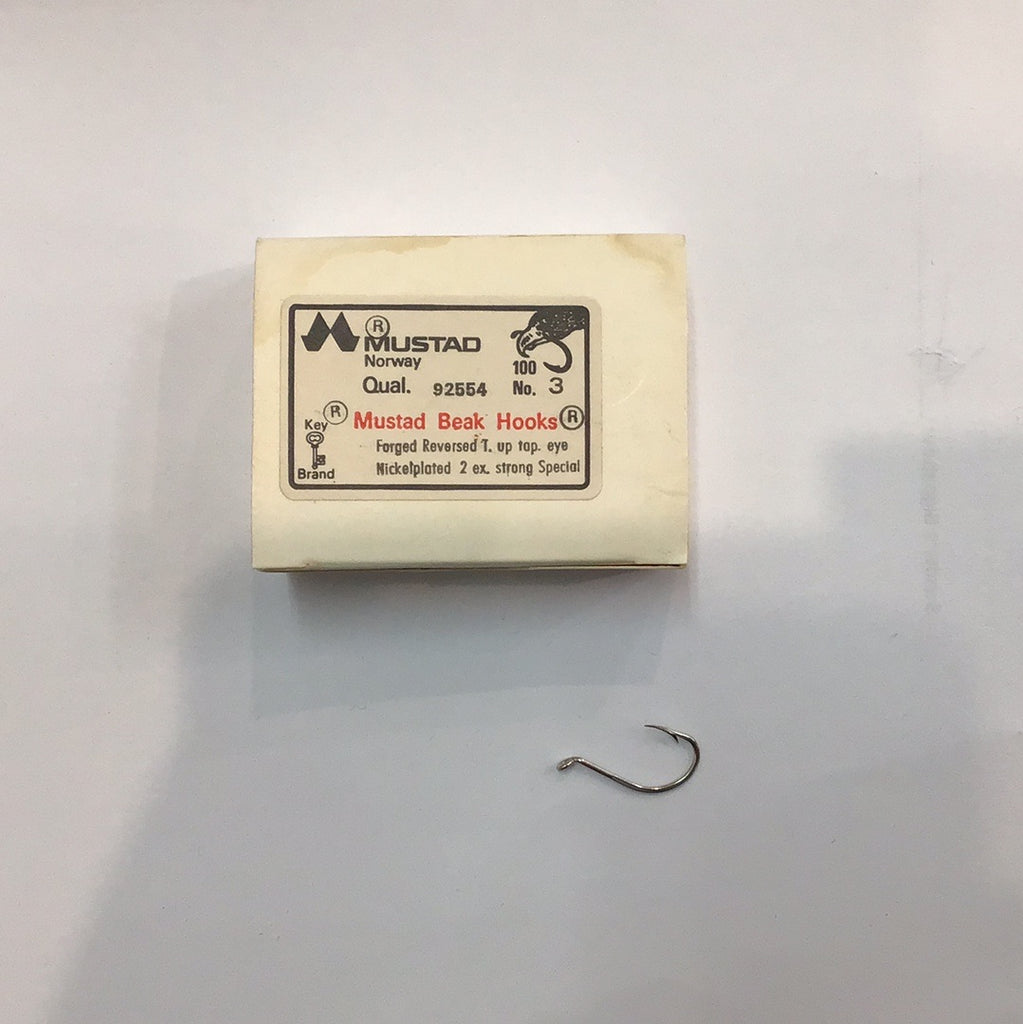 ® MUSTAD
Norway
100
Qual. 92554 No. 3
Key ® Mustad Beak Hooks ®
Forged Reversed T. up tap. eye
Brand Nickelplated 2 ex. strong Special